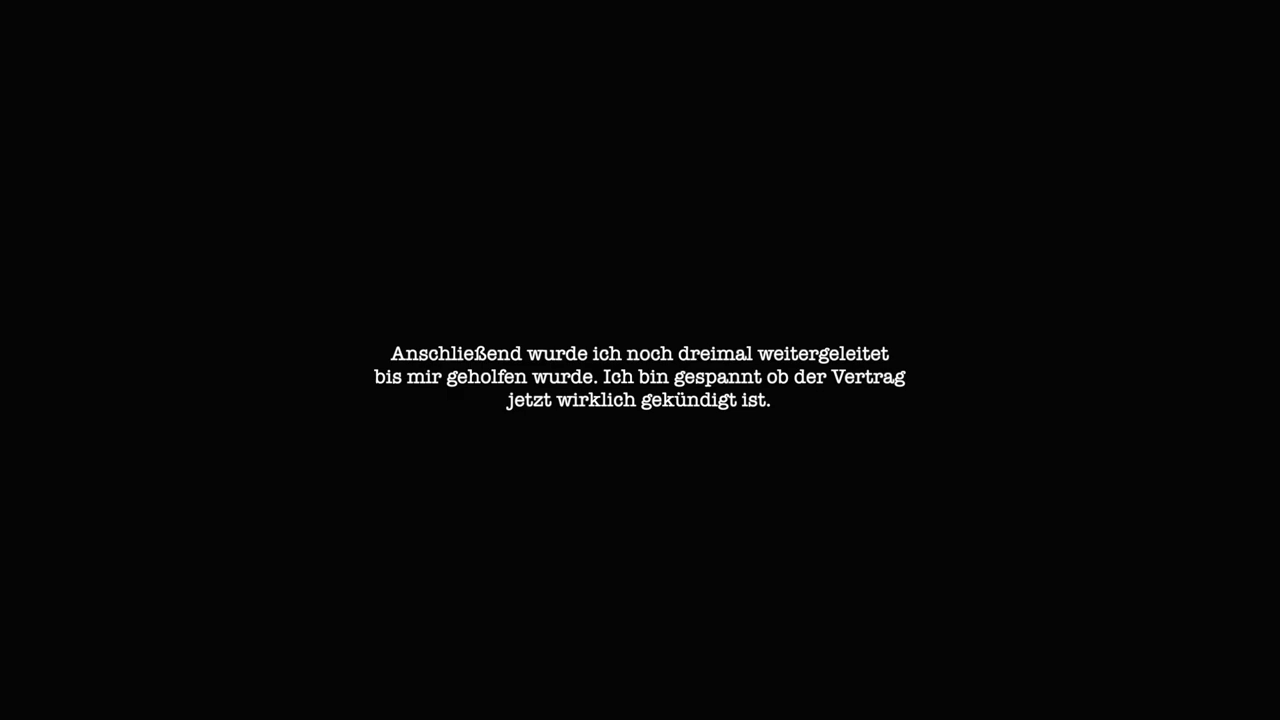 Anschließend wurde ich noch dreimal weitergeleitet
bis mir geholfen wurde. Ich bin gespannt ob der Vertrag
jetzt wirklich gekündigt ist.